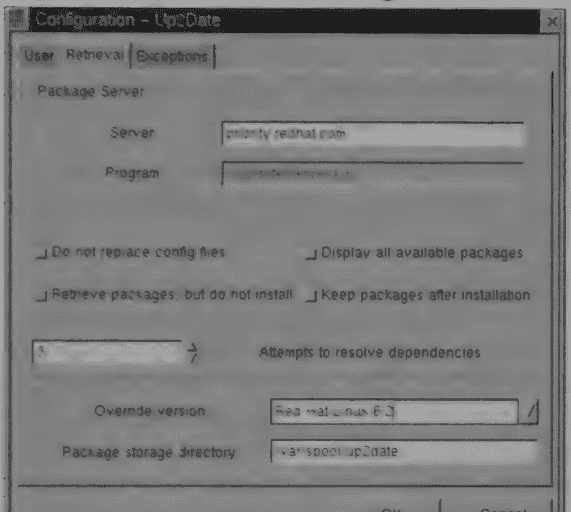 Configuration – Up2Date
User Retrieval Exceptions
Package Server
Server priority.redhat.com
Program
Do not replace config files Display all available packages
Retrieve packages, but do not install Keep packages after installation
Attempts to resolve dependencies
Override version Red Hat Linux 6.2
Package storage directory /var/spool/up2date
OK Cancel